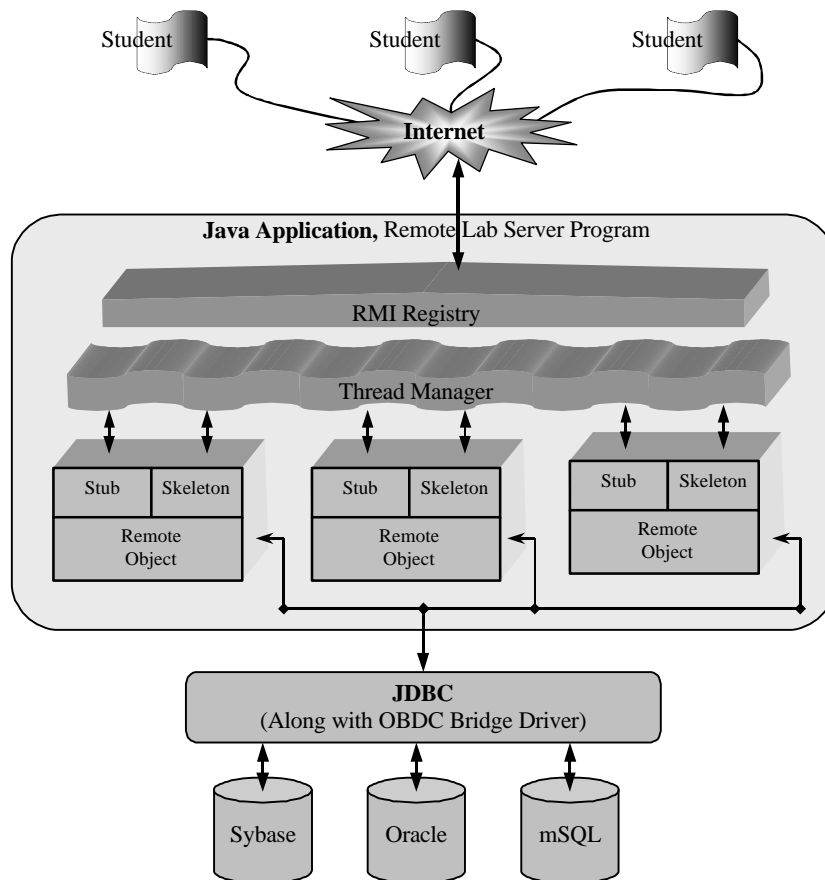 Student
Student
Student
Internet
Java Application, Remote Lab Server Program
RMI Registry
Thread Manager
Stub
Skeleton
Remote
Object
Stub
Skeleton
Remote
Object
Stub
Skeleton
Remote
Object
JDBC
(Along with OBDC Bridge Driver)
Sybase
Oracle
mSQL